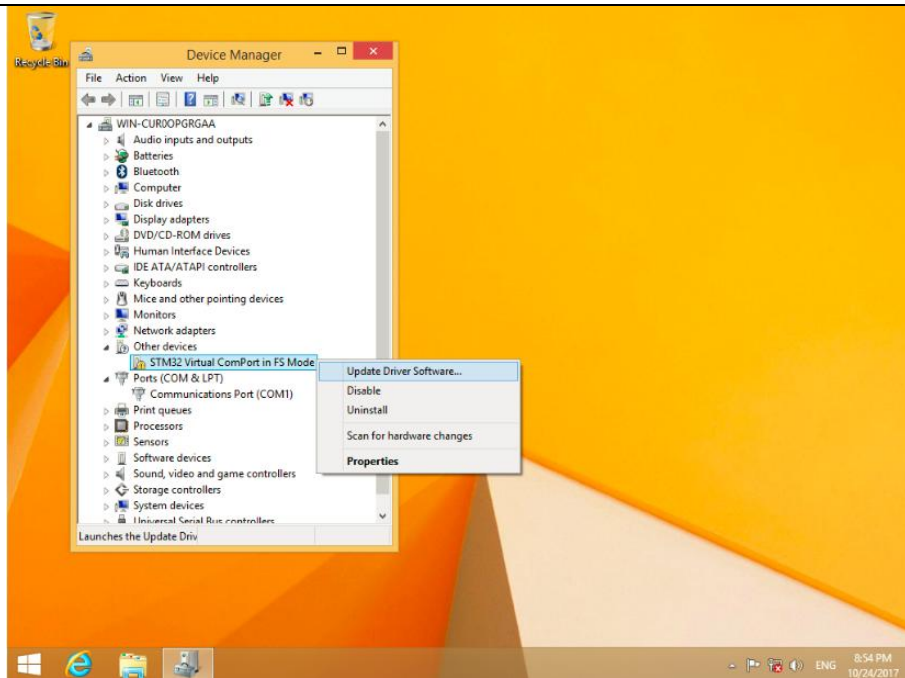 Recycle Bin
Device Manager
File Action View Help
WIN-CUR0OPGRGAA
Audio inputs and outputs
Batteries
Bluetooth
Computer
Disk drives
Display adapters
DVD/CD-ROM drives
Human Interface Devices
IDE ATA/ATAPI controllers
Keyboards
Mice and other pointing devices
Monitors
Network adapters
Other devices
STM32 Virtual ComPort in FS Mode
Update Driver Software...
Ports (COM & LPT)
Disable
Communications Port (COM1)
Uninstall
Print queues
Processors
Scan for hardware changes
Sensors
Software devices
Properties
Sound, video and game controllers
Storage controllers
System devices
Universal Serial Bus controllers
Launches the Update Driv
ENG
8:54 PM
10/24/2017